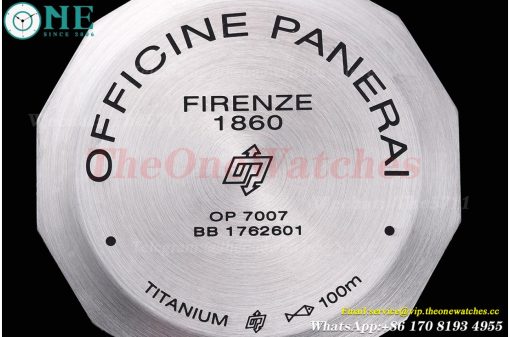 ONE
SINCE
OFFICINE PANERAI
FIRENZE
1860
TheOneWatches
OP 7007
BB 1762601
TITANIUM 100m
Email:service@vip.theonewatches.cc
WhatsApp:+86 170 8193 4955